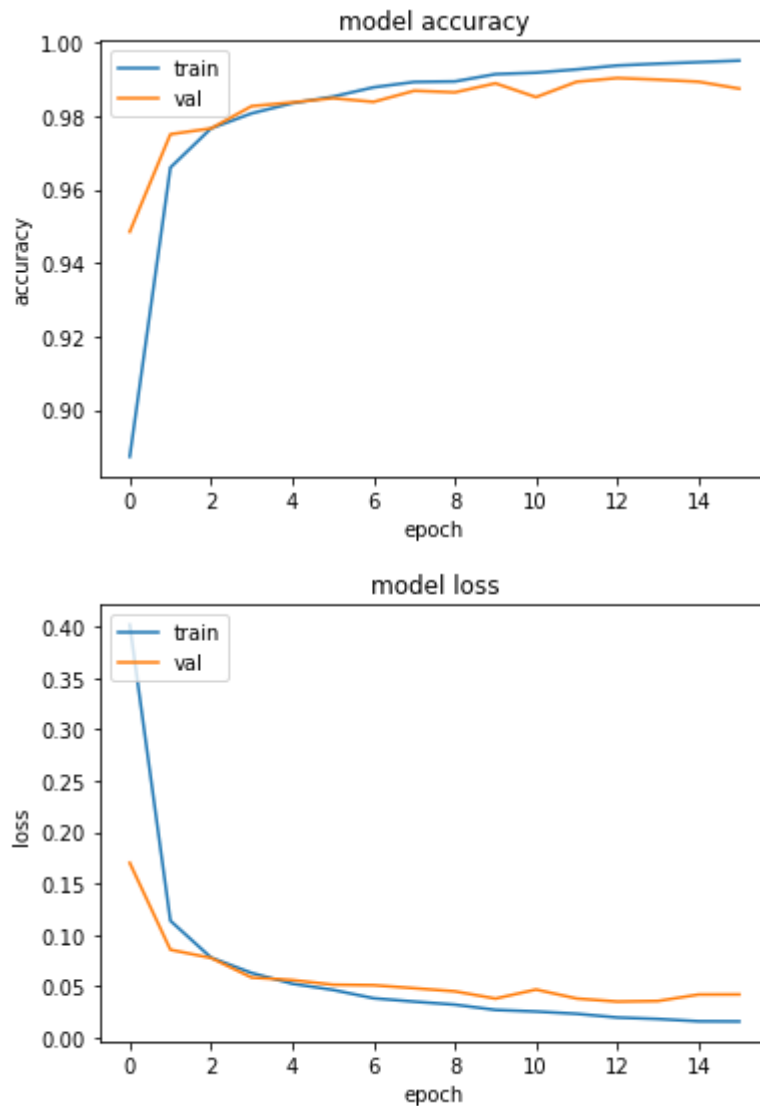 model accuracy
1.00
0.98
0.96
0.94
0.92
0.90
accuracy
train
val
0 2 4 6 8 10 12 14
epoch
model loss
0.40
0.35
0.30
0.25
0.20
0.15
0.10
0.05
0.00
loss
train
val
0 2 4 6 8 10 12 14
epoch